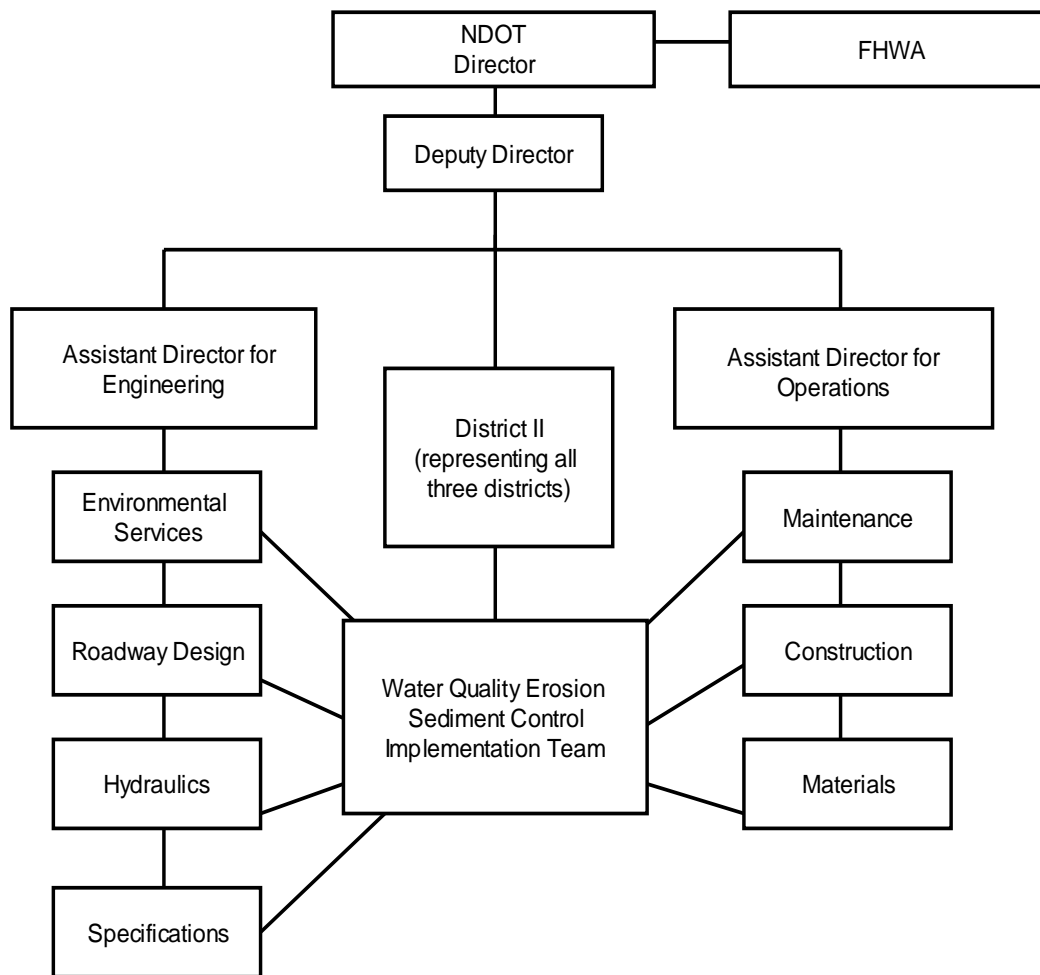 NDOT
Director
FHWA
Deputy Director
Assistant Director for
Engineering
Assistant Director for
Operations
District II
(representing all
three districts)
Environmental
Services
Maintenance
Roadway Design
Construction
Water Quality Erosion
Sediment Control
Implementation Team
Hydraulics
Materials
Specifications